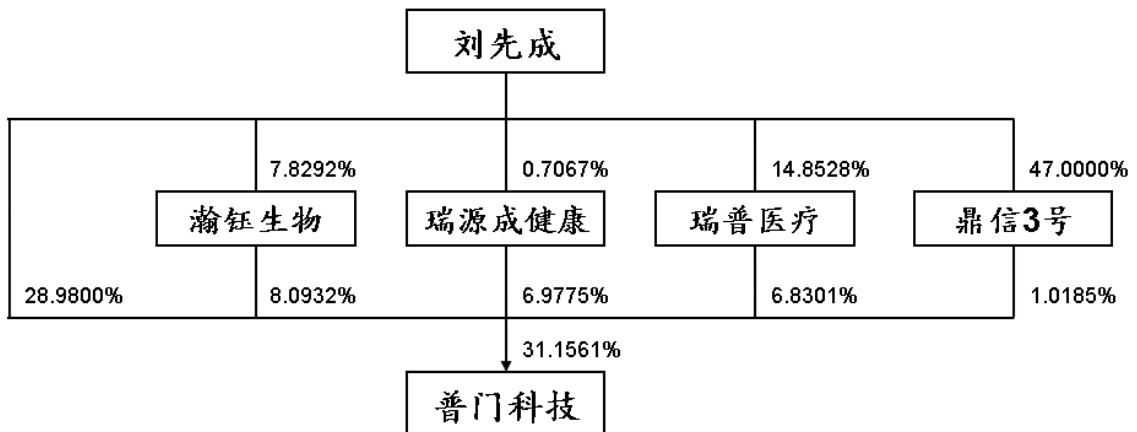 刘先成
7.8292%
0.7067%
14.8528%
47.0000%
瀚钰生物
瑞源成健康
瑞普医疗
鼎信3号
28.9800%
8.0932%
6.9775%
6.8301%
1.0185%
31.1561%
普门科技